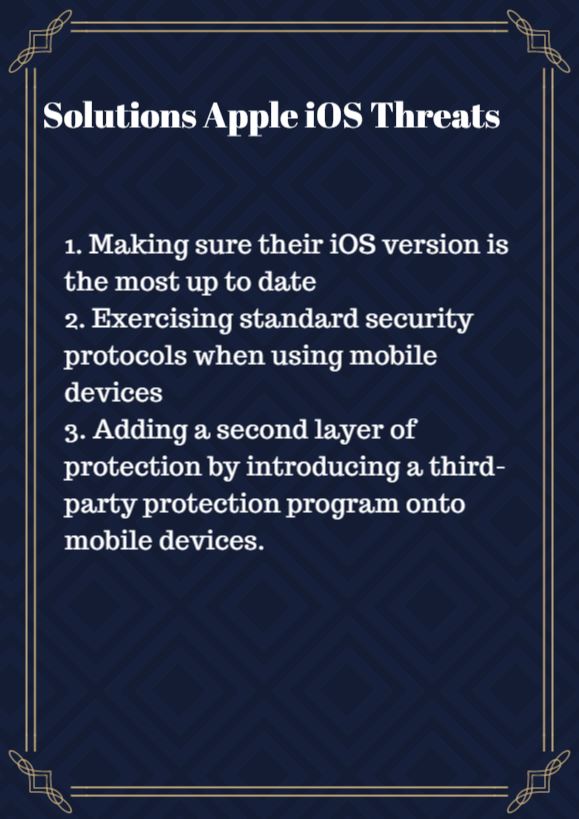 Solutions Apple iOS Threats
1. Making sure their iOS version is
the most up to date
2. Exercising standard security
protocols when using mobile
devices
3. Adding a second layer of
protection by introducing a third-
party protection program onto
mobile devices.